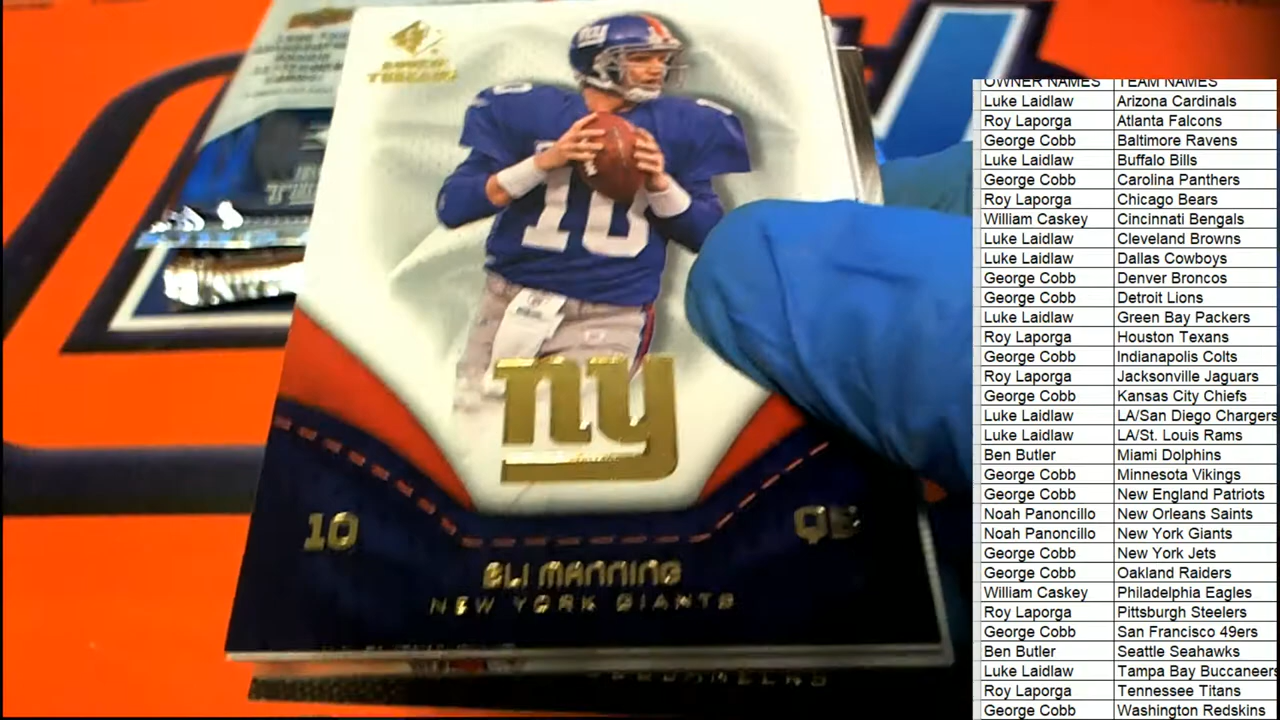 SP
THREADS
ny
10
10
ny
10 QB
ELI MANNING
NEW YORK GIANTS
OWNER NAMES TEAM NAMES
Luke Laidlaw Arizona Cardinals
Roy Laporga Atlanta Falcons
George Cobb Baltimore Ravens
Luke Laidlaw Buffalo Bills
George Cobb Carolina Panthers
Roy Laporga Chicago Bears
William Caskey Cincinnati Bengals
Luke Laidlaw Cleveland Browns
Luke Laidlaw Dallas Cowboys
George Cobb Denver Broncos
George Cobb Detroit Lions
Luke Laidlaw Green Bay Packers
Roy Laporga Houston Texans
George Cobb Indianapolis Colts
Roy Laporga Jacksonville Jaguars
George Cobb Kansas City Chiefs
Luke Laidlaw LA/San Diego Chargers
Luke Laidlaw LA/St. Louis Rams
Ben Butler Miami Dolphins
George Cobb Minnesota Vikings
George Cobb New England Patriots
Noah Panoncillo New Orleans Saints
Noah Panoncillo New York Giants
George Cobb New York Jets
George Cobb Oakland Raiders
William Caskey Philadelphia Eagles
Roy Laporga Pittsburgh Steelers
George Cobb San Francisco 49ers
Ben Butler Seattle Seahawks
Luke Laidlaw Tampa Bay Buccaneers
Roy Laporga Tennessee Titans
George Cobb Washington Redskins